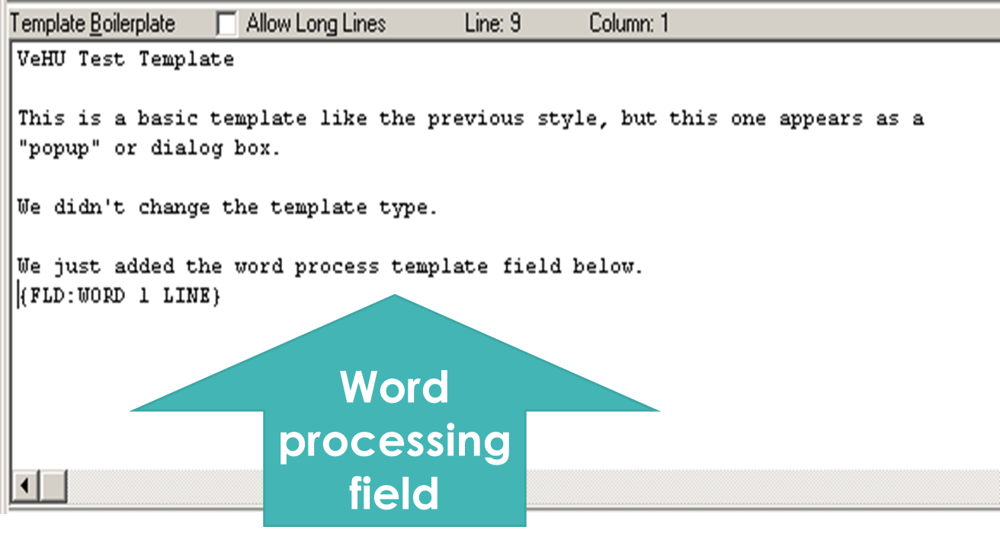 Template Boilerplate Allow Long Lines Line: 9 Column: 1
VeHU Test Template
This is a basic template like the previous style, but this one appears as a
"popup" or dialog box.
We didn't change the template type.
We just added the word process template field below.
{FLD:WORD 1 LINE}
Word
processing
field